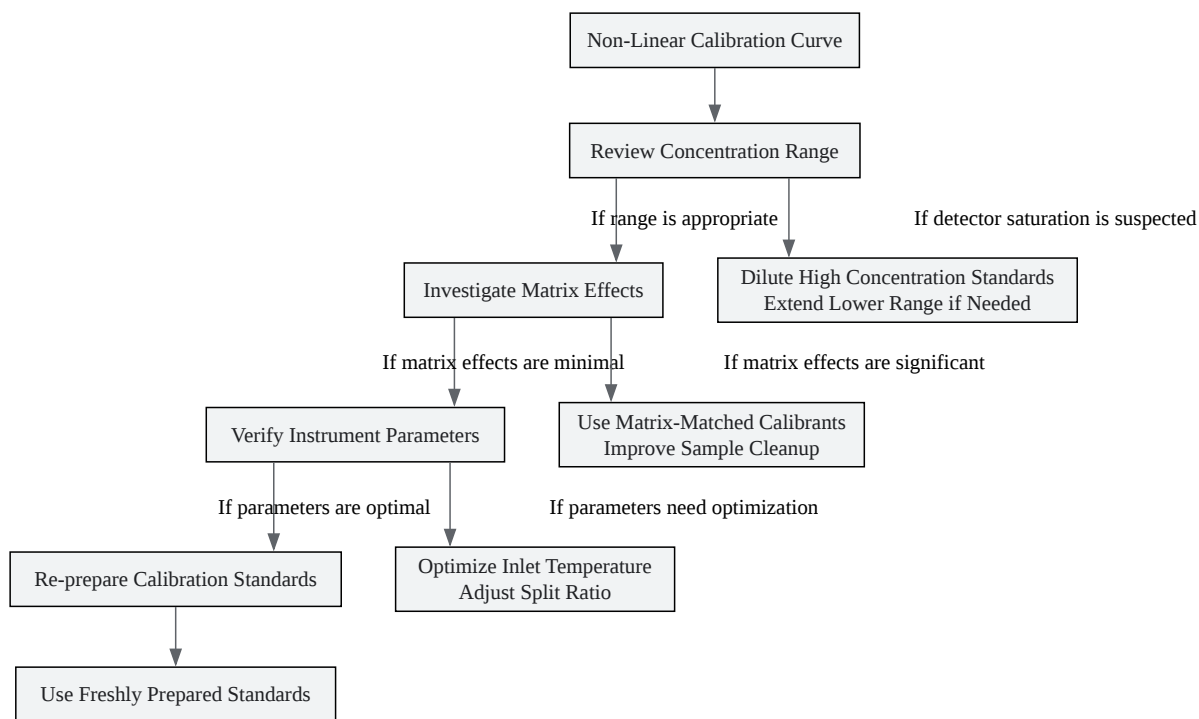 Non-Linear Calibration Curve
Review Concentration Range
If range is appropriate
If detector saturation is suspected
Investigate Matrix Effects
Dilute High Concentration Standards
Extend Lower Range if Needed
If matrix effects are minimal
If matrix effects are significant
Verify Instrument Parameters
Use Matrix-Matched Calibrants
Improve Sample Cleanup
If parameters are optimal
If parameters need optimization
Re-prepare Calibration Standards
Optimize Inlet Temperature
Adjust Split Ratio
Use Freshly Prepared Standards